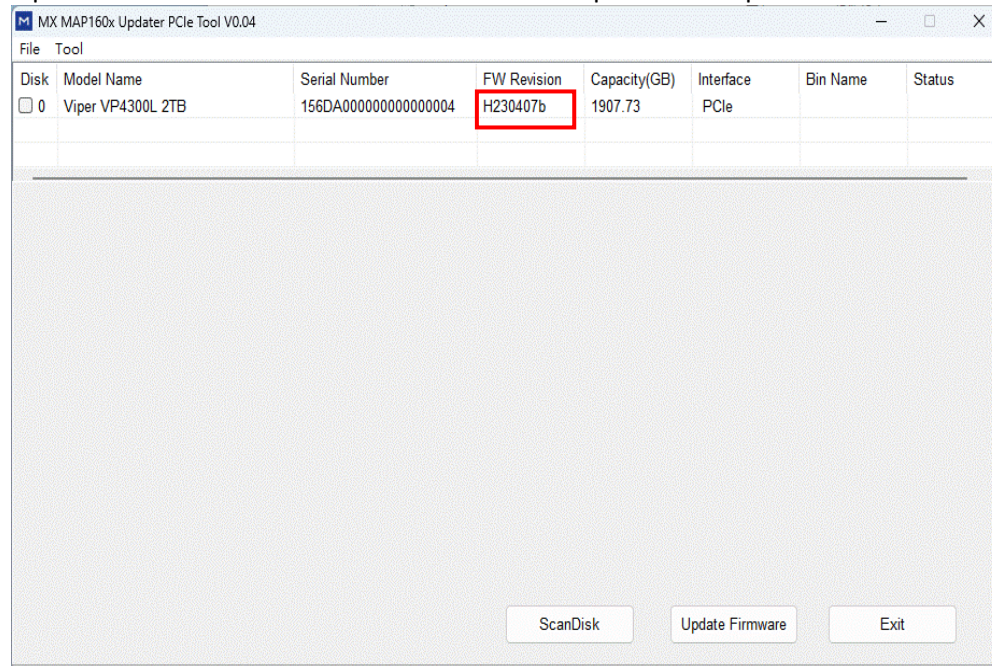 MX MAP160x Updater PCIe Tool V0.04
File Tool
Disk Model Name Serial Number FW Revision Capacity(GB) Interface Bin Name Status
0 Viper VP4300L 2TB 156DA000000000000004 H230407b 1907.73 PCIe
ScanDisk Update Firmware Exit